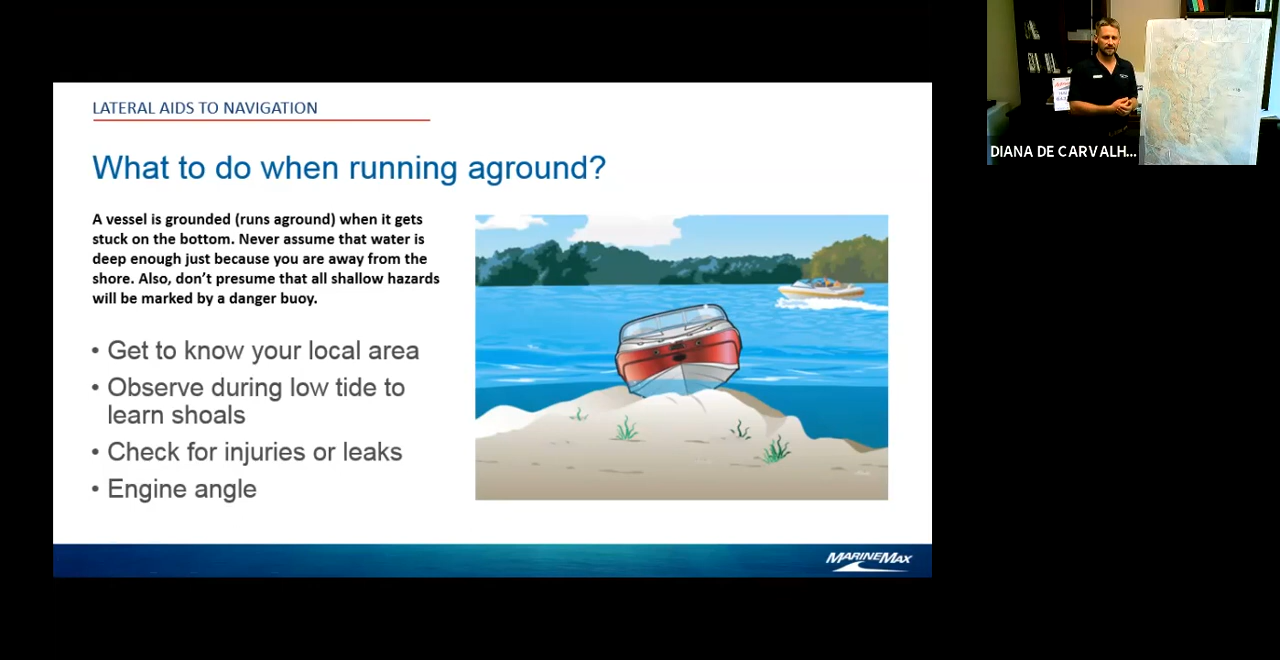 LATERAL AIDS TO NAVIGATION
What to do when running aground?
A vessel is grounded (runs aground) when it gets
stuck on the bottom. Never assume that water is
deep enough just because you are away from the
shore. Also, don’t presume that all shallow hazards
will be marked by a danger buoy.
• Get to know your local area
• Observe during low tide to
learn shoals
• Check for injuries or leaks
• Engine angle
MARINEMAX
DIANA DE CARVALH...